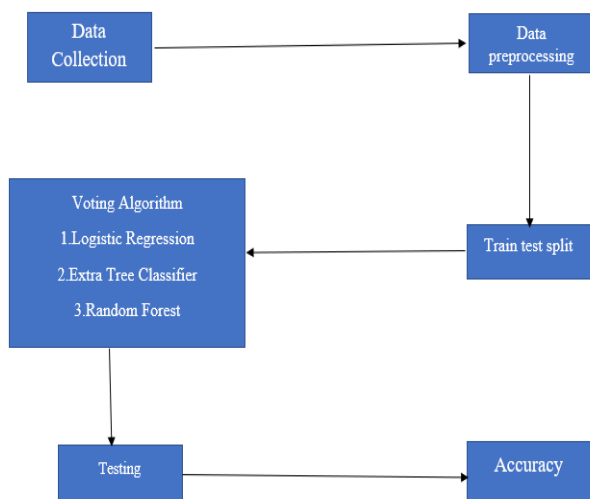 Data
Collection
Data
preprocessing
Train test split
Voting Algorithm
1.Logistic Regression
2.Extra Tree Classifier
3.Random Forest
Testing
Accuracy